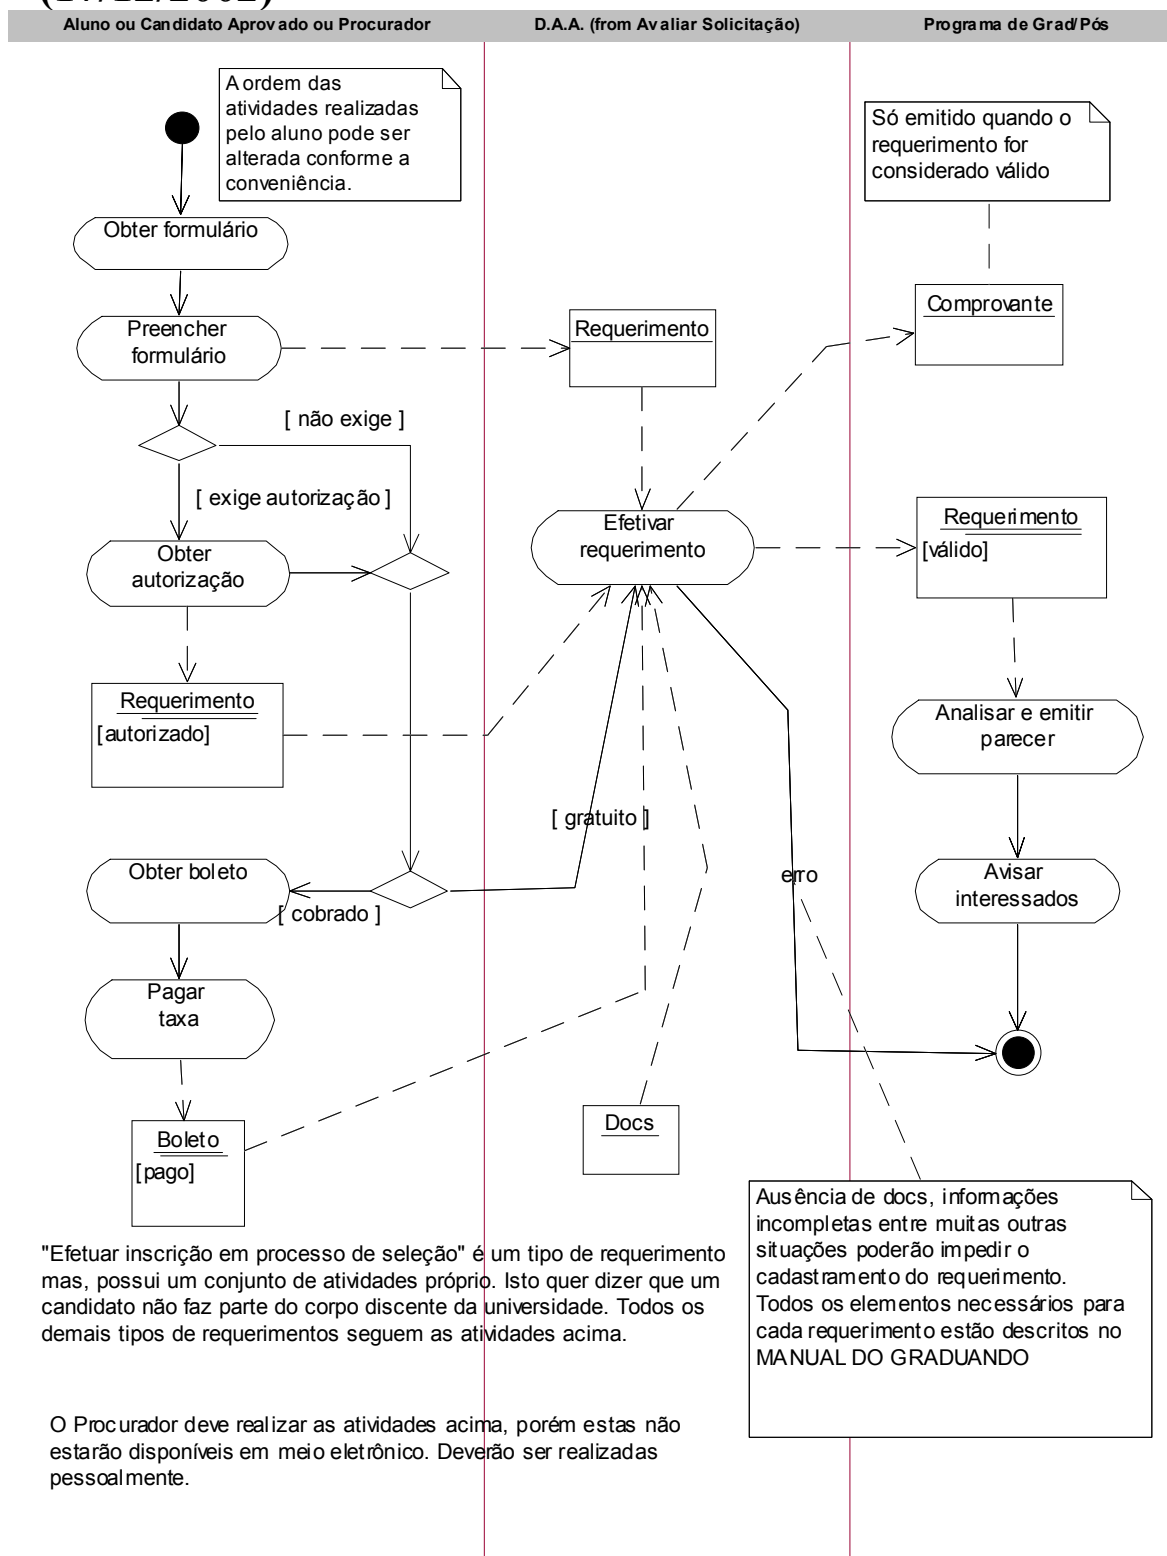 Aluno ou Candidato Aprovado ou Procurador
D.A.A. (from Avaliar Solicitação)
Programa de Grad/Pós
A ordem das
atividades realizadas
pelo aluno pode ser
alterada conforme a
conveniência.
Só emitido quando o
requerimento for
considerado válido
Obter formulário
Preencher
formulário
Requerimento
Comprovante
[ não exige ]
[ exige autorização ]
Obter
autorização
Efetivar
requerimento
Requerimento
[válido]
Requerimento
[autorizado]
Analisar e emitir
parecer
[ gratuito ]
Obter boleto
[ cobrado ]
erro
Avisar
interessados
Pagar
taxa
Boleto
[pago]
Docs
Ausência de docs, informações
incompletas entre muitas outras
situações poderão impedir o
cadastramento do requerimento.
Todos os elementos necessários para
cada requerimento estão descritos no
MANUAL DO GRADUANDO
"Efetuar inscrição em processo de seleção" é um tipo de requerimento
mas, possui um conjunto de atividades próprio. Isto quer dizer que um
candidato não faz parte do corpo discente da universidade. Todos os
demais tipos de requerimentos seguem as atividades acima.
O Procurador deve realizar as atividades acima, porém estas não
estarão disponíveis em meio eletrônico. Deverão ser realizadas
pessoalmente.